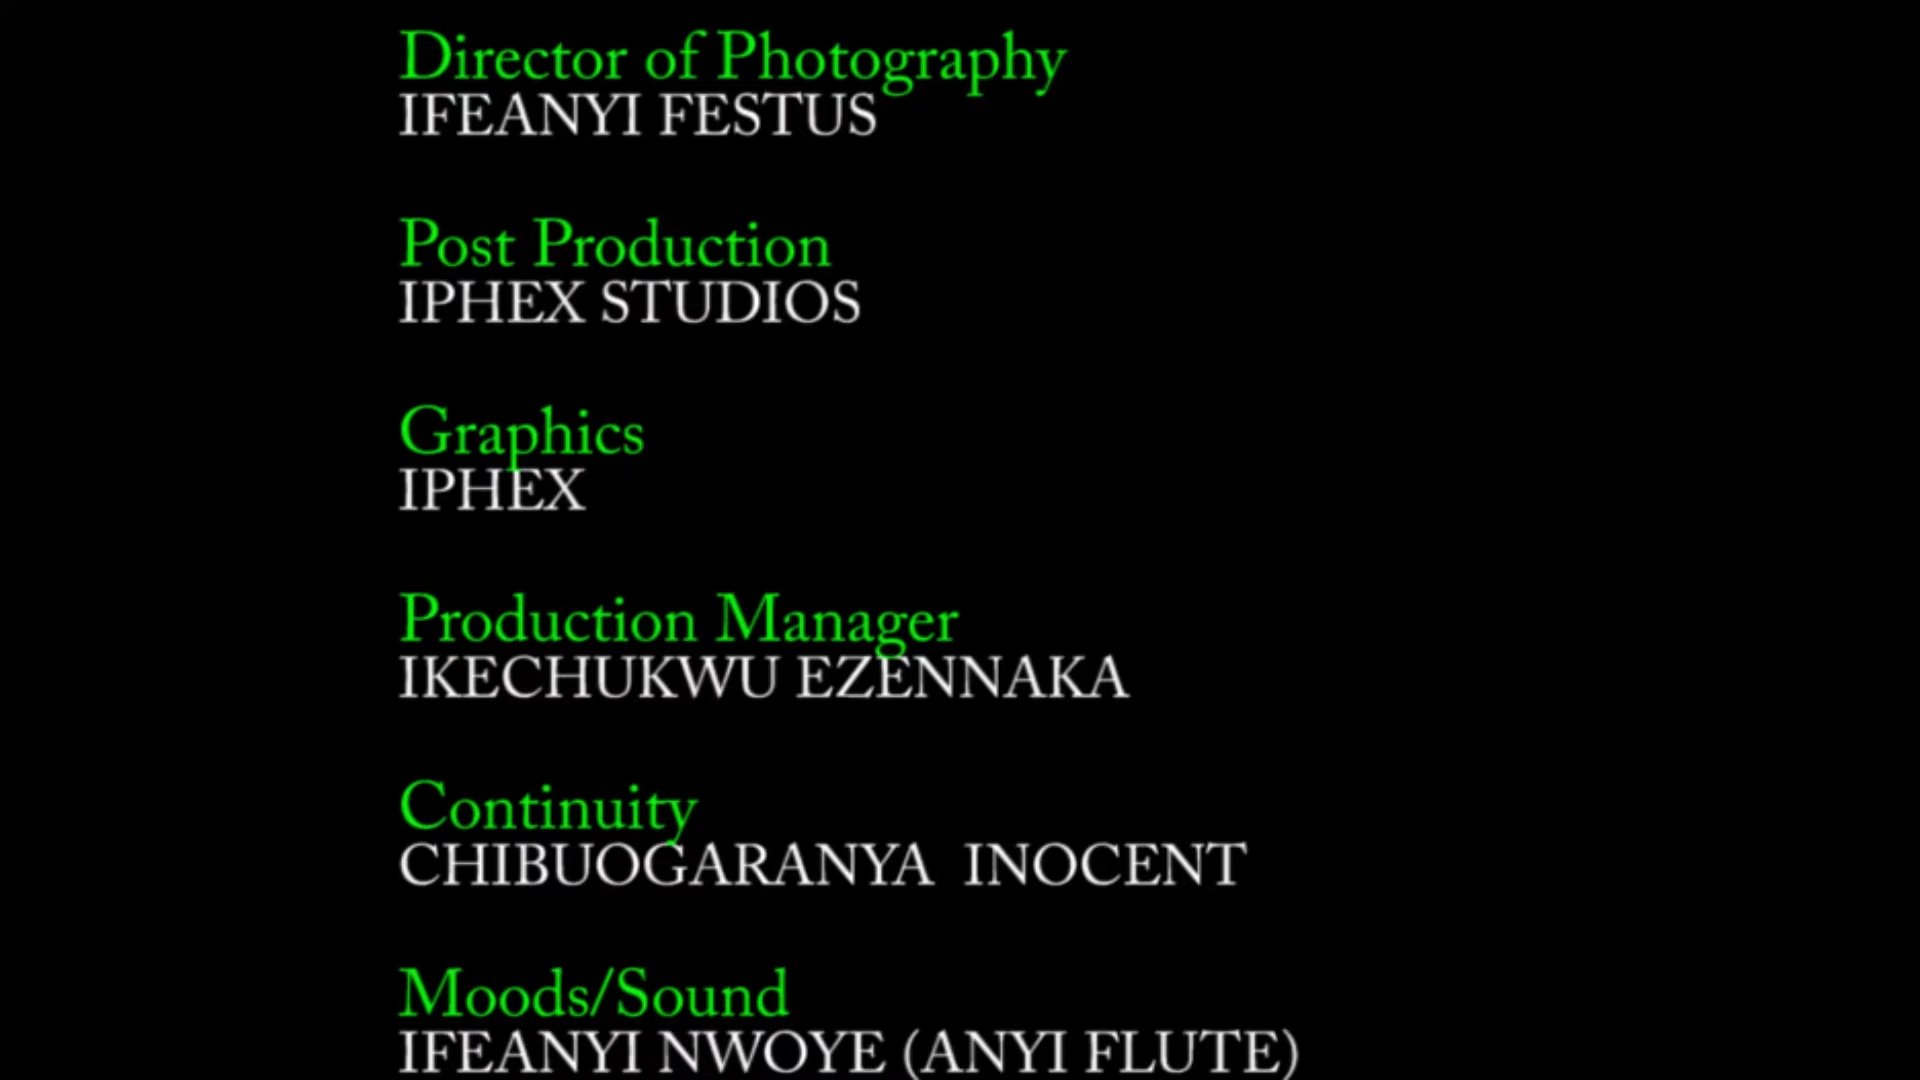 Director of Photography
IFEANYI FESTUS
Post Production
IPHEX STUDIOS
Graphics
IPHEX
Production Manager
IKECHUKWU EZENNAKA
Continuity
CHIBUOGARANYA  INOCENT
Moods/Sound
IFEANYI NWOYE (ANYI FLUTE)